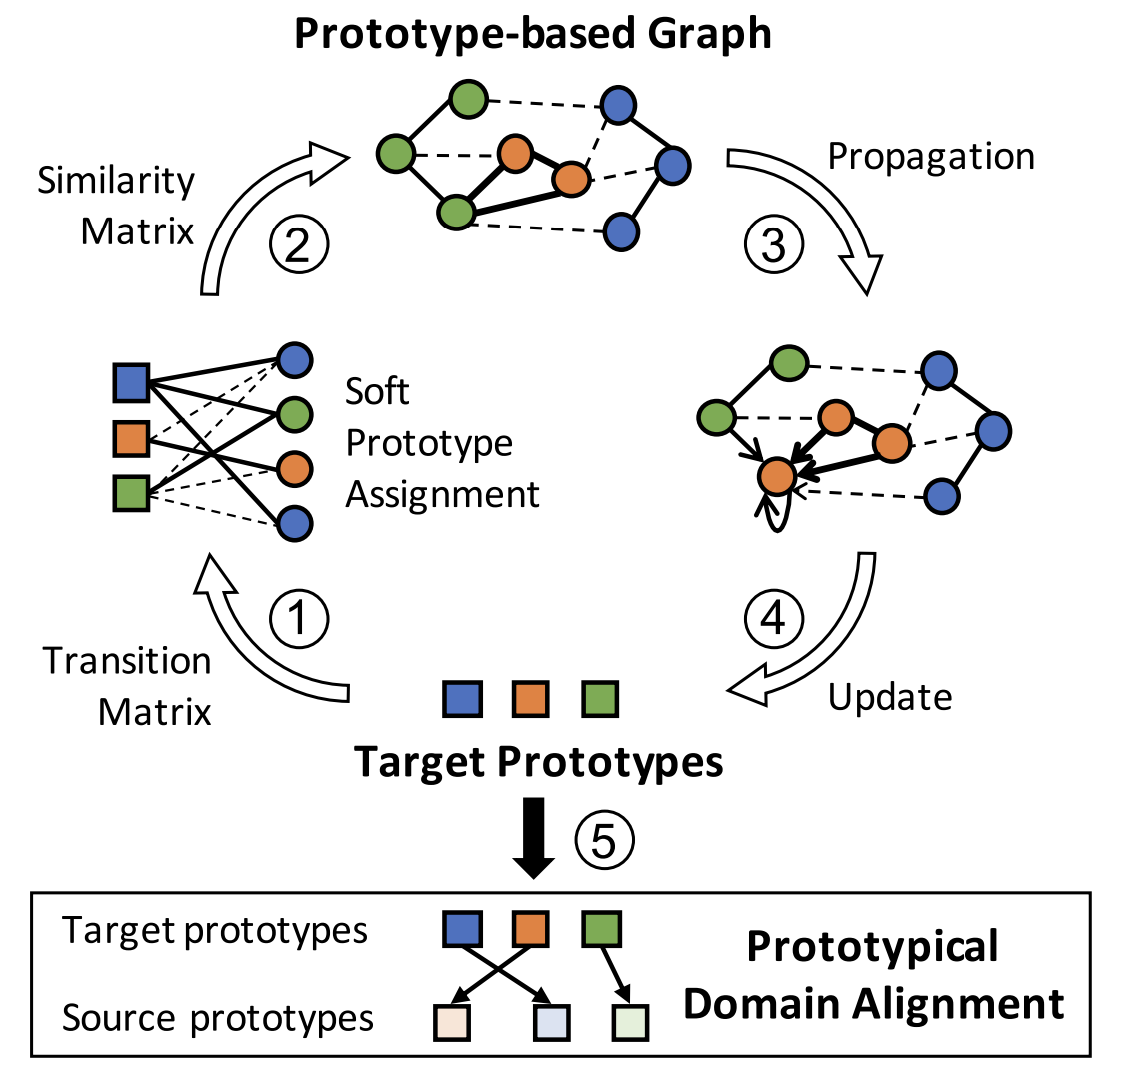 Prototype-based Graph
Similarity
Matrix
2
3
Propagation
Soft
Prototype
Assignment
1
Transition
Matrix
4
Update
Target Prototypes
5
Target prototypes
Source prototypes
Prototypical
Domain Alignment